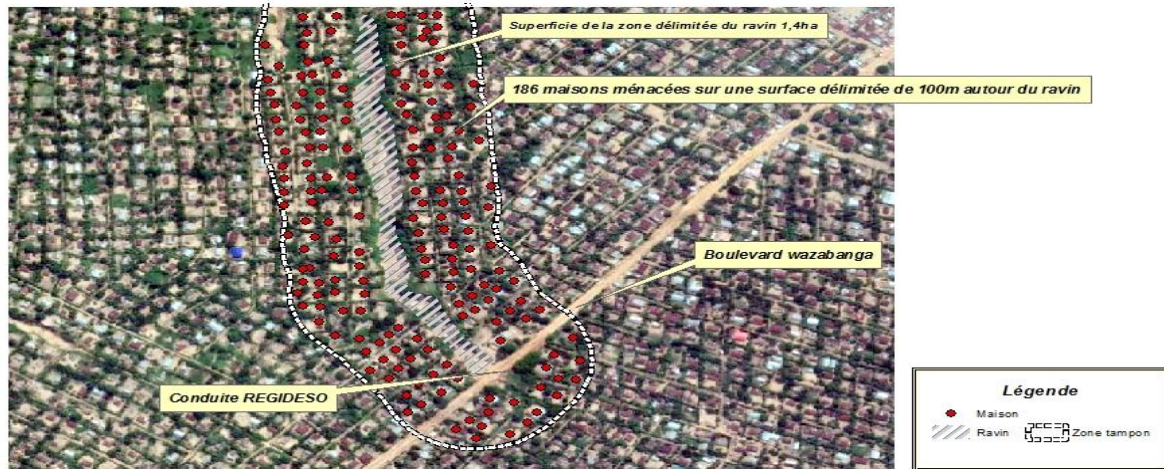 Superficie de la zone délimitée du ravin 1,4ha
186 maisons ménacées sur une surface délimitée de 100m autour du ravin
Boulevard wazabanga
Conduite REGIDESO
Légende
Maison
Ravin Zone tampon